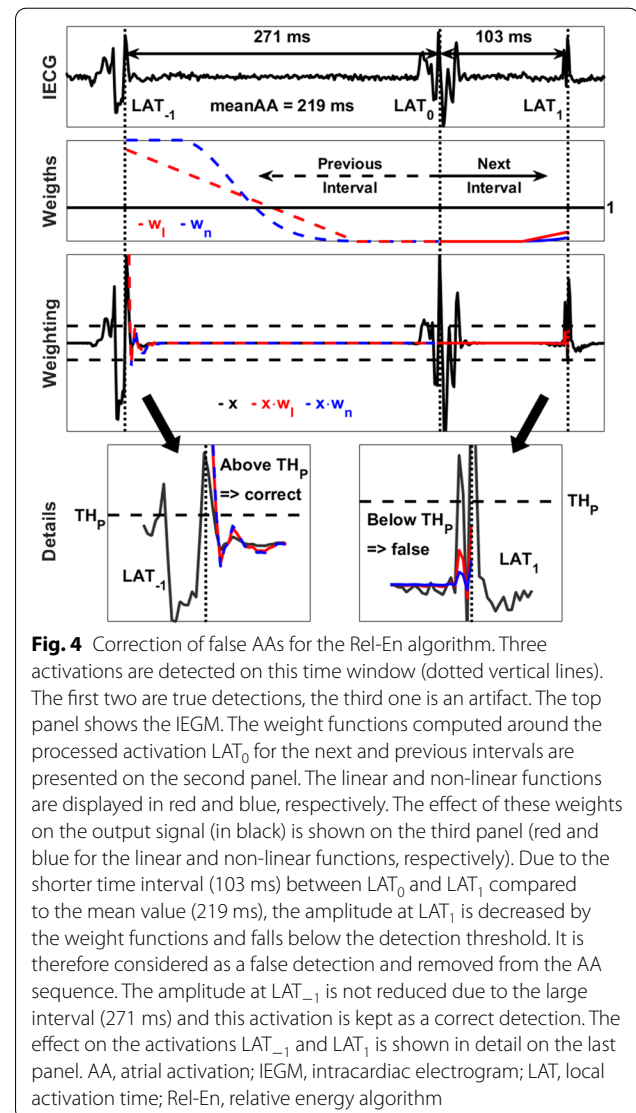 271 ms
103 ms
IECG
LAT-1
meanAA = 219 ms
LAT0
LAT1
Weigths
Previous
Interval
Next
Interval
1
- wl
- wn
Weighting
- x - x·wl - x·wn
Details
THP
Above THP
=> correct
LAT-1
Below THP
=> false
THP
LAT1
Fig. 4 Correction of false AAs for the Rel-En algorithm. Three
activations are detected on this time window (dotted vertical lines).
The first two are true detections, the third one is an artifact. The top
panel shows the IEGM. The weight functions computed around the
processed activation LAT0 for the next and previous intervals are
presented on the second panel. The linear and non-linear functions
are displayed in red and blue, respectively. The effect of these weights
on the output signal (in black) is shown on the third panel (red and
blue for the linear and non-linear functions, respectively). Due to the
shorter time interval (103 ms) between LAT0 and LAT1 compared
to the mean value (219 ms), the amplitude at LAT1 is decreased by
the weight functions and falls below the detection threshold. It is
therefore considered as a false detection and removed from the AA
sequence. The amplitude at LAT−1 is not reduced due to the large
interval (271 ms) and this activation is kept as a correct detection. The
effect on the activations LAT−1 and LAT1 is shown in detail on the last
panel. AA, atrial activation; IEGM, intracardiac electrogram; LAT, local
activation time; Rel-En, relative energy algorithm